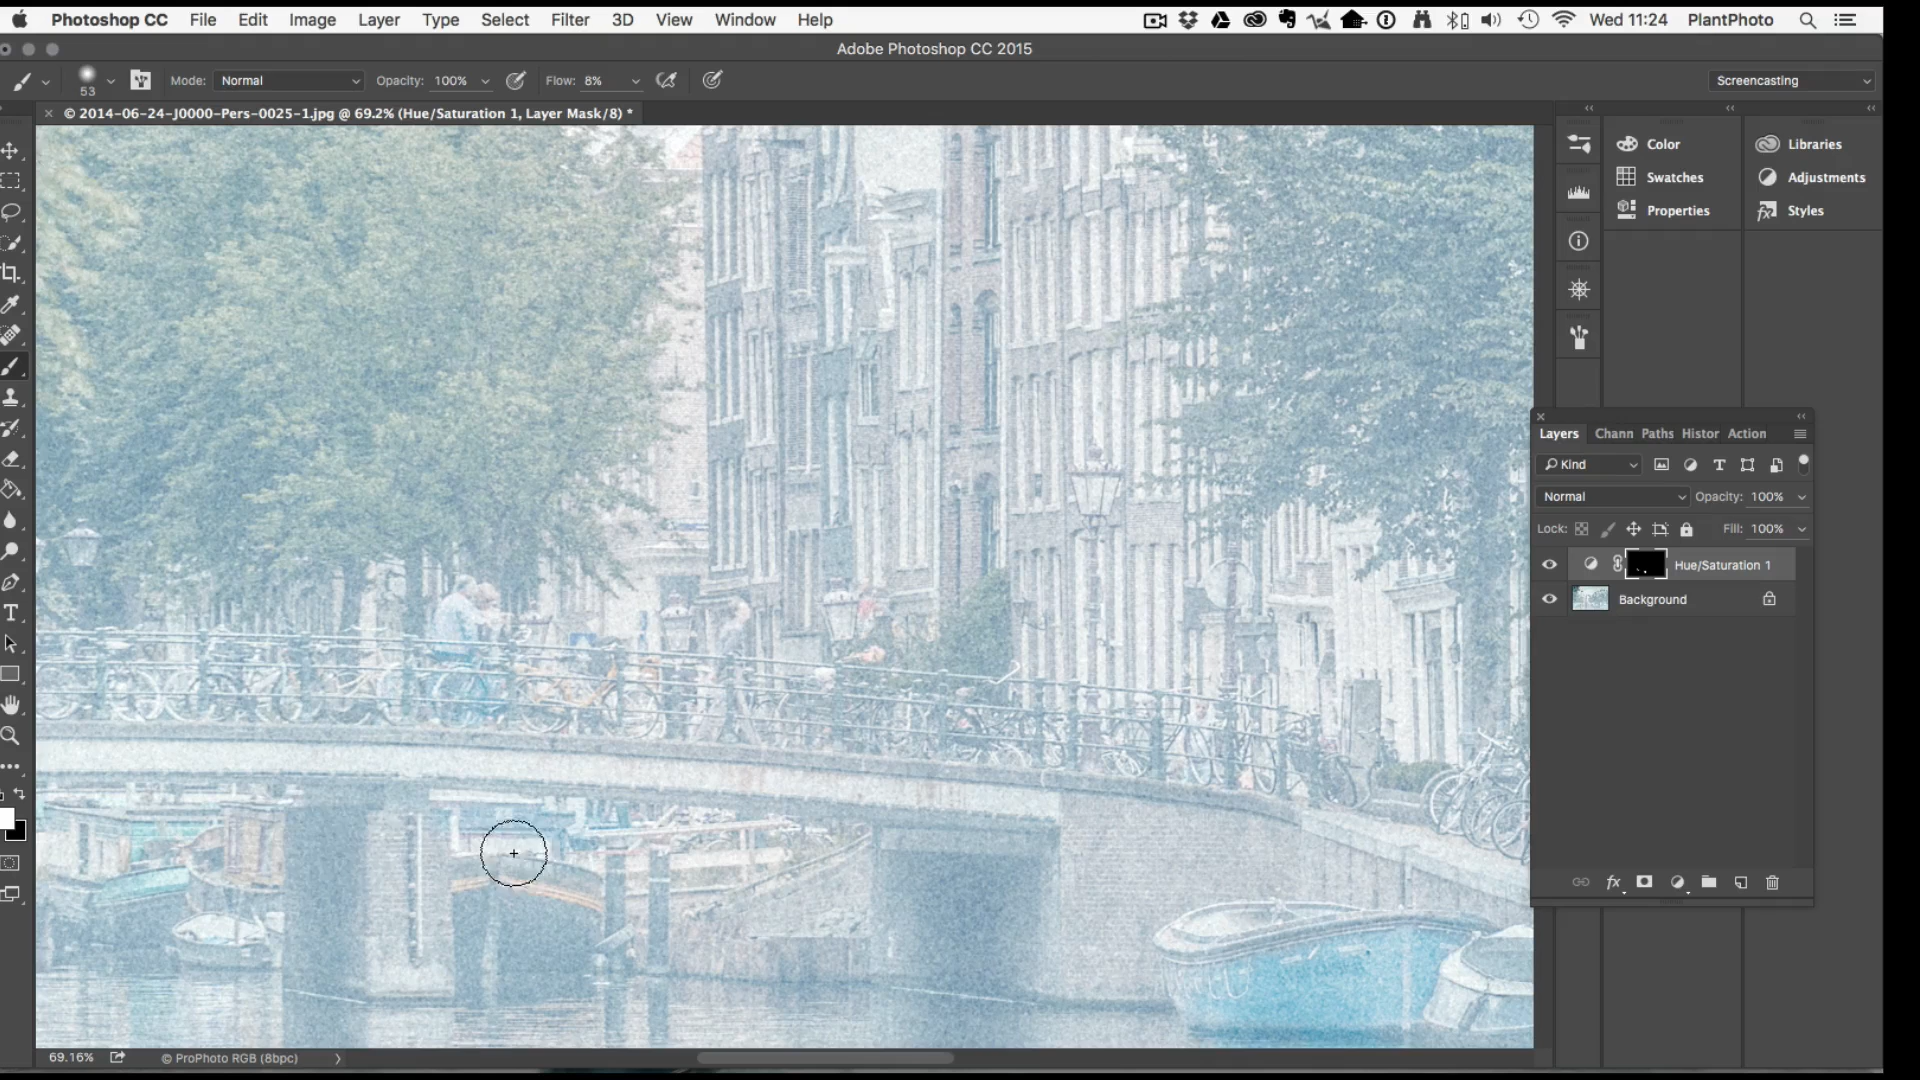 Photoshop CC File Edit Image Layer Type Select Filter 3D View Window Help Wed 11:24 PlantPhoto
Adobe Photoshop CC 2015
53 Mode: Normal Opacity: 100% Flow: 8% Screencasting
© 2014-06-24-J0000-Pers-0025-1.jpg @ 69.2% (Hue/Saturation 1, Layer Mask/8) *
Color Libraries
Swatches Adjustments
Properties Styles
Layers Chann Paths Histor Action
Kind
Normal Opacity: 100%
Lock: Fill: 100%
Hue/Saturation 1
Background
69.16% © ProPhoto RGB (8bpc)